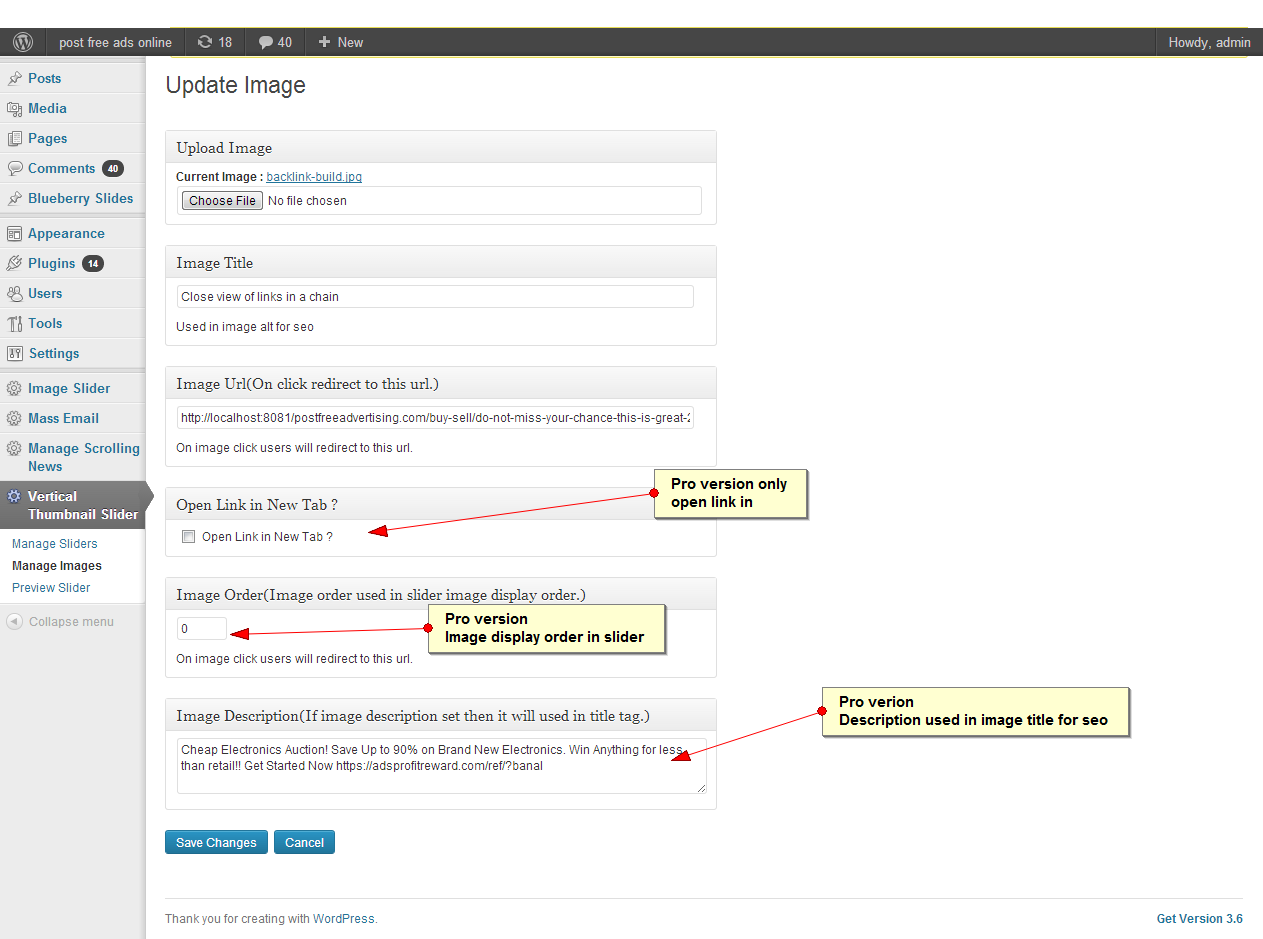 post free ads online 18 40 + New Howdy, admin
Posts
Media
Pages
Comments 40
Blueberry Slides
Appearance
Plugins 14
Users
Tools
Settings
Image Slider
Mass Email
Manage Scrolling
News
Vertical
Thumbnail Slider
Manage Sliders
Manage Images
Preview Slider
Collapse menu
Update Image
Upload Image
Current Image : backlink-build.jpg
Choose File No file chosen
Image Title
Close view of links in a chain
Used in image alt for seo
Image Url(On click redirect to this url.)
http://localhost:8081/postfreeadvertising.com/buy-sell/do-not-miss-your-chance-this-is-great-2
On image click users will redirect to this url.
Pro version only
open link in
Open Link in New Tab ?
Open Link in New Tab ?
Image Order(Image order used in slider image display order.)
Pro version
Image display order in slider
0
On image click users will redirect to this url.
Pro verion
Description used in image title for seo
Image Description(If image description set then it will used in title tag.)
Cheap Electronics Auction! Save Up to 90% on Brand New Electronics. Win Anything for less
than retail!! Get Started Now https://adsprofitreward.com/ref/?banal
Save Changes Cancel
Thank you for creating with WordPress. Get Version 3.6